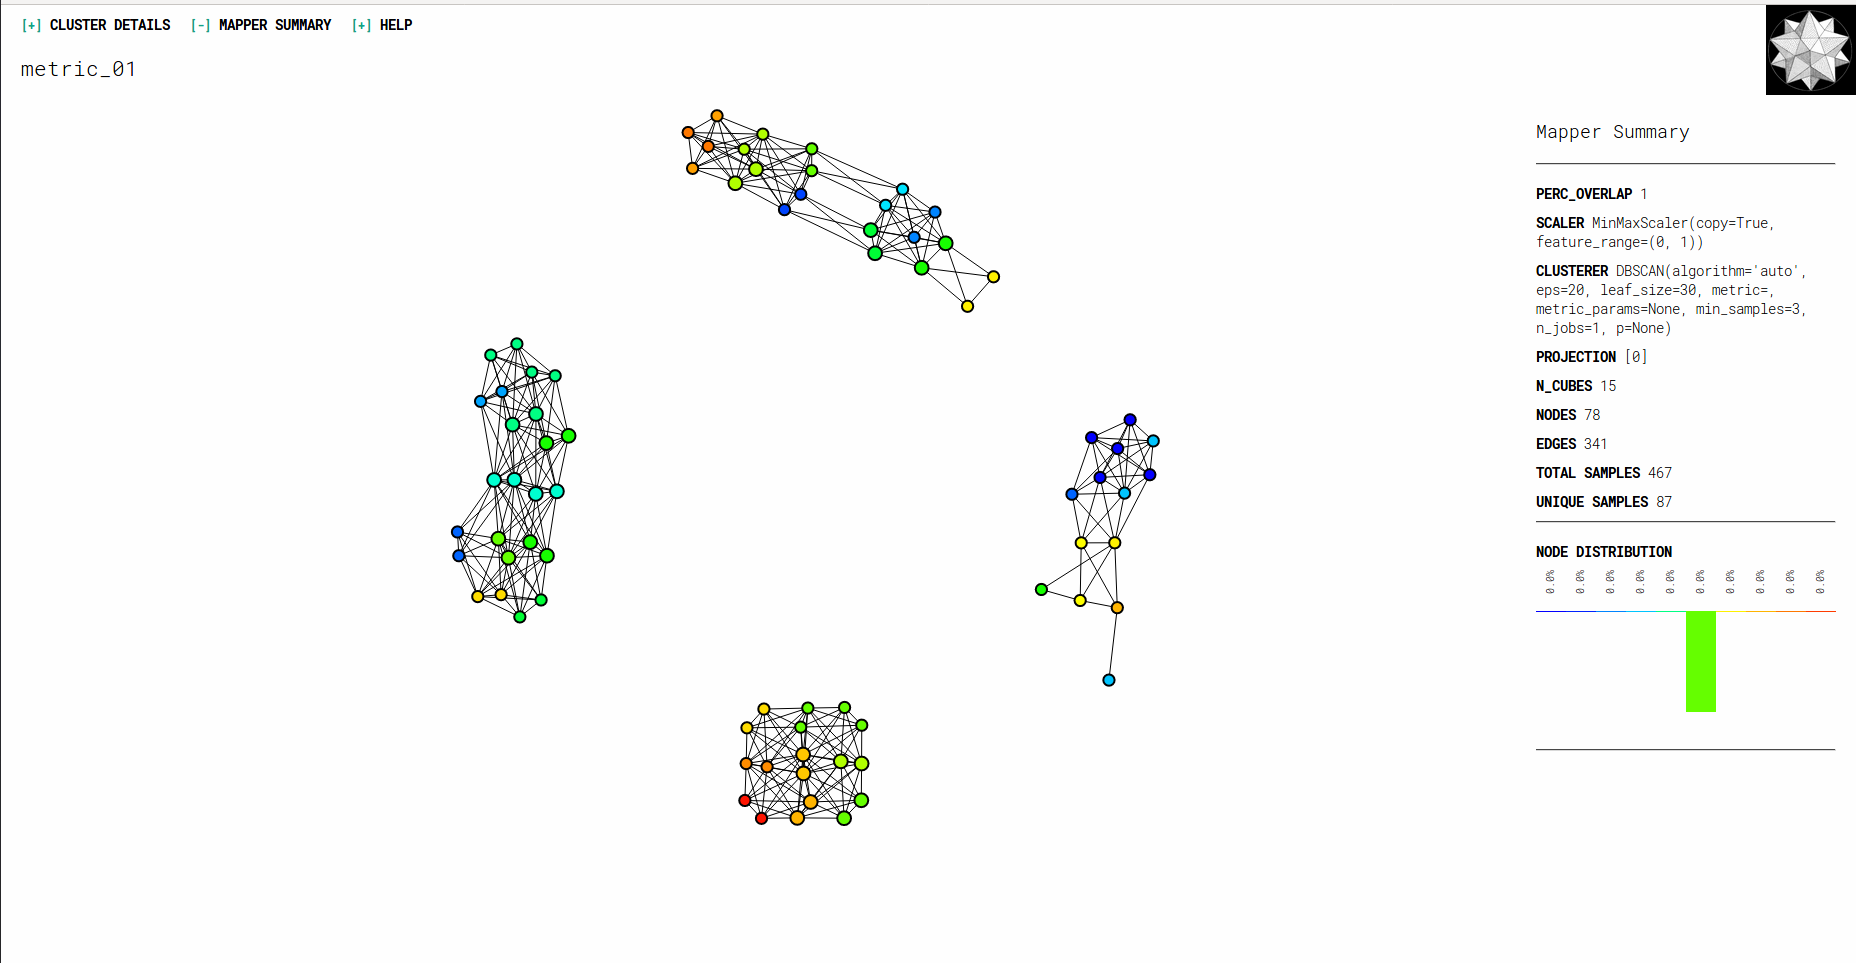 [+] CLUSTER DETAILS [-] MAPPER SUMMARY [+] HELP
metric_01
Mapper Summary
PERC_OVERLAP 1
SCALER MinMaxScaler(copy=True,
feature_range=(0, 1))
CLUSTERER DBSCAN(algorithm='auto',
eps=20, leaf_size=30, metric=,
metric_params=None, min_samples=3,
n_jobs=1, p=None)
PROJECTION [0]
N_CUBES 15
NODES 78
EDGES 341
TOTAL SAMPLES 467
UNIQUE SAMPLES 87
NODE DISTRIBUTION
0.0% 0.0% 0.0% 0.0% 0.0% 0.0% 0.0% 0.0% 0.0% 0.0%